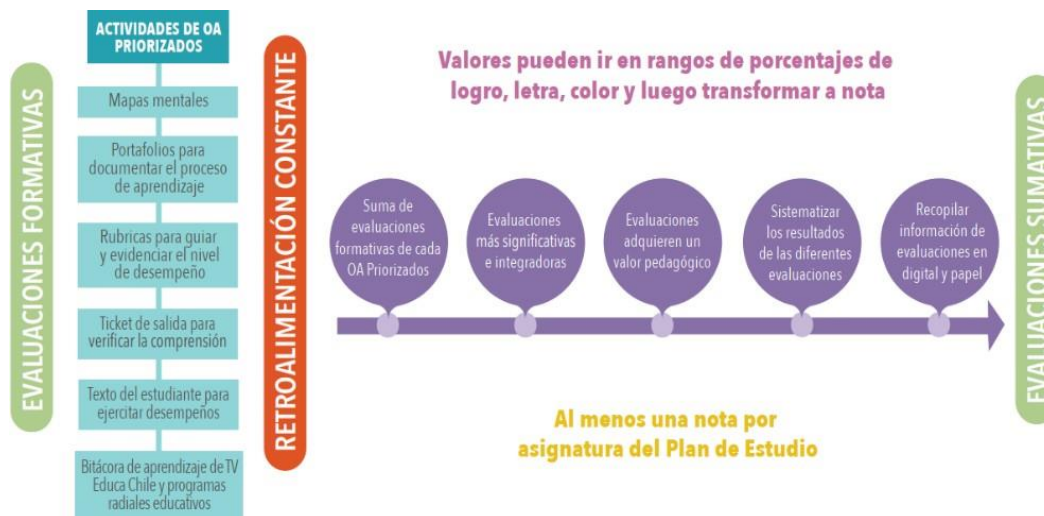 EVALUACIONES FORMATIVAS
ACTIVIDADES DE OA
PRIORIZADOS
Mapas mentales
Portafolios para
documentar el proceso
de aprendizaje
Rubricas para guiar
y evidenciar el nivel
de desempeño
Ticket de salida para
verificar la comprensión
Texto del estudiante para
ejercitar desempeños
Bitácora de aprendizaje de TV
Educa Chile y programas
radiales educativos
RETROALIMENTACIÓN CONSTANTE
Valores pueden ir en rangos de porcentajes de
logro, letra, color y luego transformar a nota
Suma de
evaluaciones
formativas de cada
OA Priorizados
Evaluaciones
más significativas
e integradoras
Evaluaciones
adquieren un
valor pedagógico
Sistematizar
los resultados
de las diferentes
evaluaciones
Recopilar
información de
evaluaciones en
digital y papel
Al menos una nota por
asignatura del Plan de Estudio
EVALUACIONES SUMATIVAS